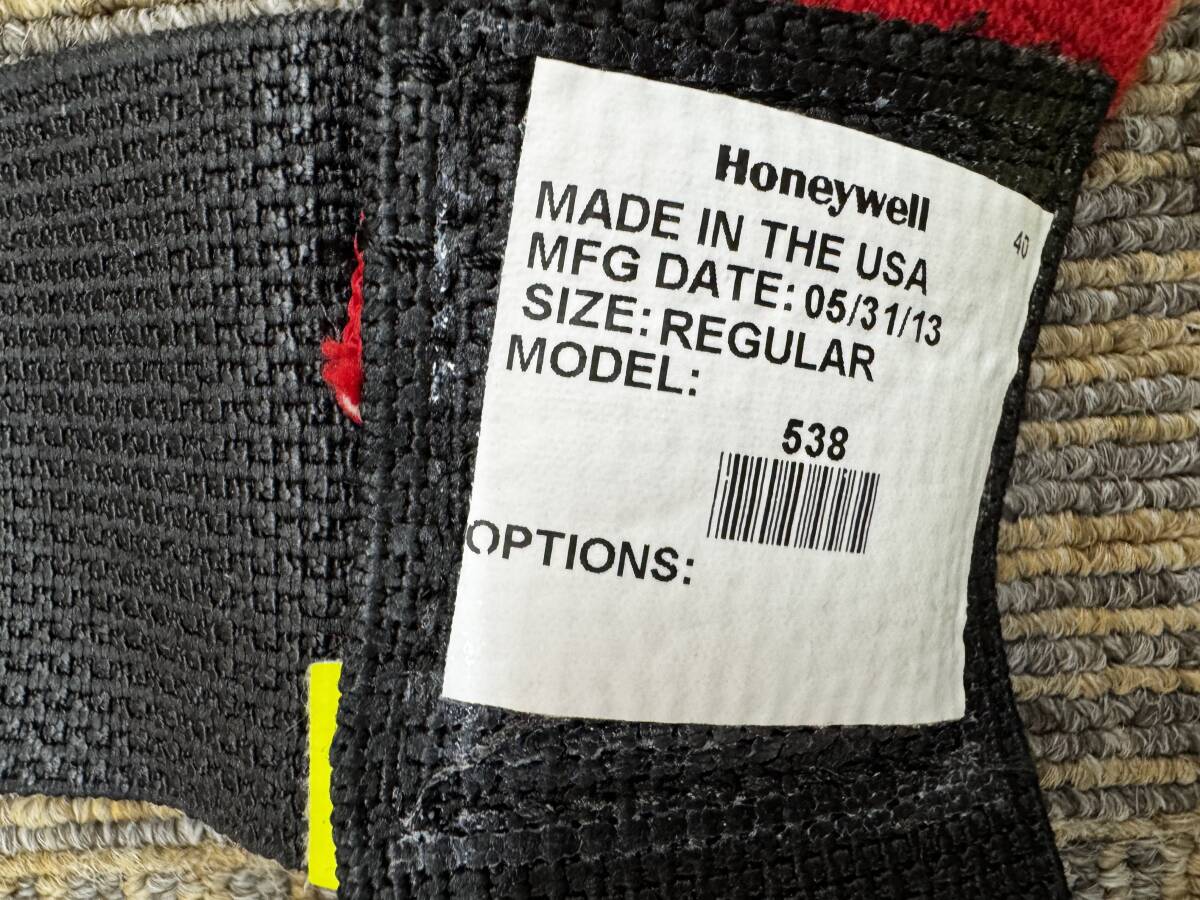 Honeywell
40
MADE IN THE USA
MFG DATE: 05/31/13
SIZE: REGULAR
MODEL:
538
OPTIONS: